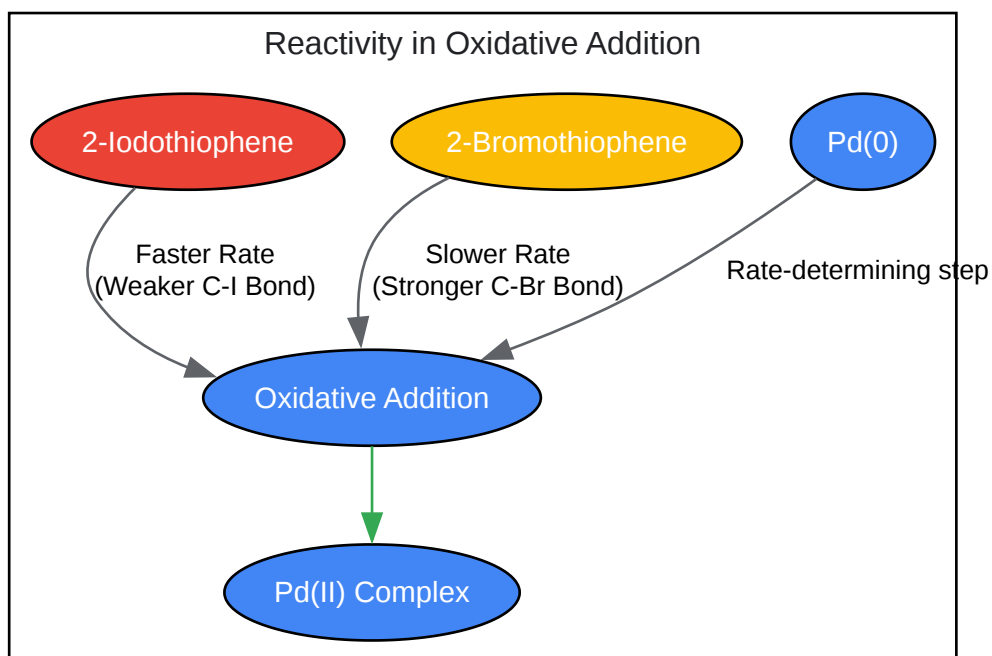 Reactivity in Oxidative Addition
2-Iodothiophene
2-Bromothiophene
Pd(0)
Faster Rate
(Weaker C-I Bond)
Slower Rate
(Stronger C-Br Bond)
Rate-determining step
Oxidative Addition
Pd(II) Complex